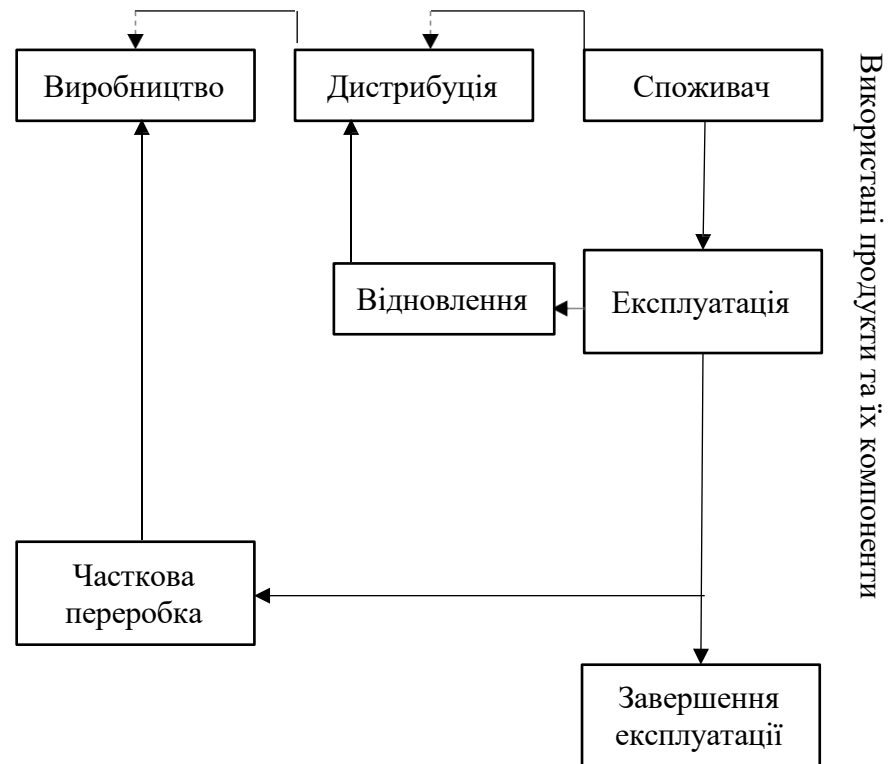 Виробництво
Дистрибуція
Споживач
Відновлення
Експлуатація
Використані продукти та їх компоненти
Часткова
переробка
Завершення
експлуатації